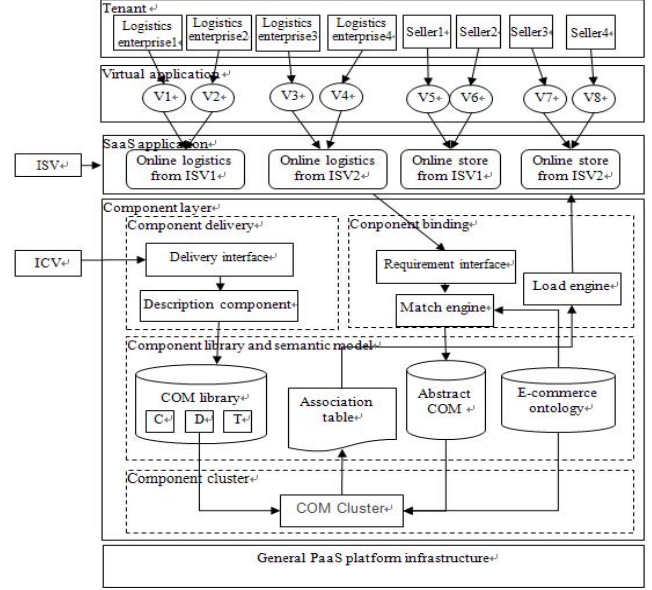 Tenant
Logistics enterprise1
Logistics enterprise2
Logistics enterprise3
Logistics enterprise4
Seller1
Seller2
Seller3
Seller4
Virtual application
V1
V2
V3
V4
V5
V6
V7
V8
SaaS application
ISV
Online logistics from ISV1
Online logistics from ISV2
Online store from ISV1
Online store from ISV2
Component layer
Component delivery
Conponent binding
ICV
Delivery interface
Requirement interface
Load engine
Description component
Match engine
Component library and semantic model
COM library
C
D
T
Association table
Abstract COM
E-commerce ontology
Component cluster
COM Cluster
General PaaS platform infrastructure